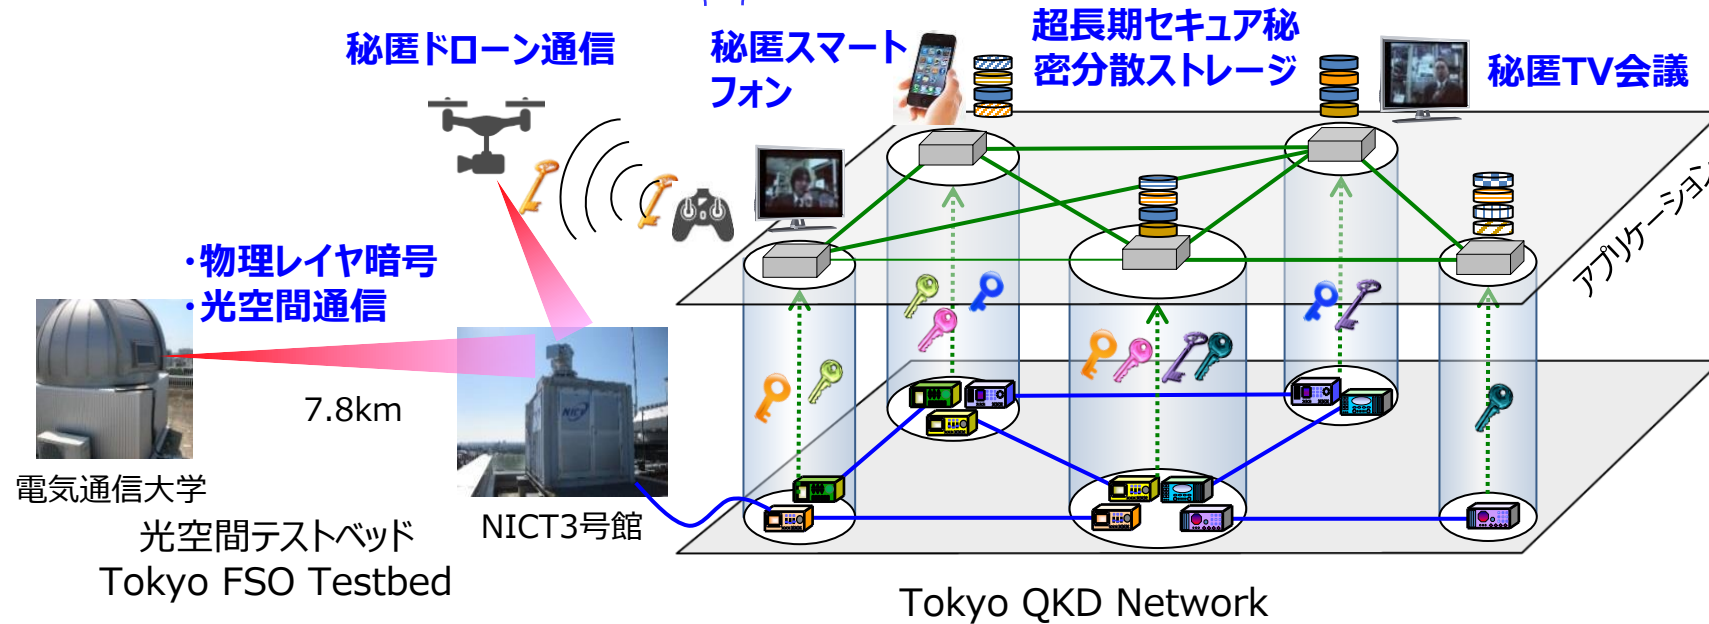 秘匿ドローン通信
秘匿スマート
フォン
超長期セキュア秘
密分散ストレージ
秘匿TV会議
・物理レイヤ暗号
・光空間通信
アプリケーション
7.8km
NICT
電気通信大学
NICT3号館
光空間テストベッド
Tokyo FSO Testbed
Tokyo QKD Network